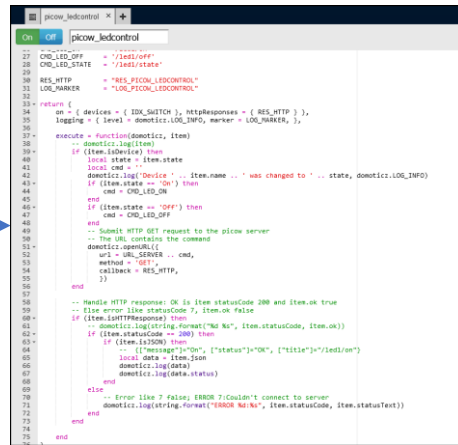 picow_ledcontrol × +
On Off picow_ledcontrol
27 CMD_LED_OFF = '/led1/off'
28 CMD_LED_STATE = '/led1/state'
29
30 RES_HTTP = "RES_PICOW_LEDCONTROL"
31 LOG_MARKER = "LOG_PICOW_LEDCONTROL"
32
33 return {
34 on = { devices = { IDX_SWITCH }, httpResponses = { RES_HTTP } },
35 logging = { level = domoticz.LOG_INFO, marker = LOG_MARKER, },
36
37 execute = function(domoticz, item)
38 -- domoticz.log(item)
39 if (item.isDevice) then
40 local state = item.state
41 local cmd = ''
42 domoticz.log('Device ' .. item.name .. ' was changed to ' .. state, domoticz.LOG_INFO)
43 if (item.state == 'On') then
44 cmd = CMD_LED_ON
45 end
46 if (item.state == 'Off') then
47 cmd = CMD_LED_OFF
48 end
49 -- Submit HTTP GET request to the picow server
50 -- The URL contains the command
51 domoticz.openURL({
52 url = URL_SERVER .. cmd,
53 method = 'GET',
54 callback = RES_HTTP,
55 })
56 end
57
58 -- Handle HTTP response: OK is item statusCode 200 and item.ok true
59 -- Else error like statusCode 7, item.ok false
60 if (item.isHTTPResponse) then
61 -- domoticz.log(string.format("%d %s", item.statusCode, item.ok))
62 if (item.statusCode == 200) then
63 if (item.isJSON) then
64 -- {["message"]="On", ["status"]="OK", ["title"]="/led1/on"}
65 local data = item.json
66 domoticz.log(data)
67 domoticz.log(data.status)
68 end
69 else
70 -- Error like 7 false; ERROR 7:Couldn't connect to server
71 domoticz.log(string.format("ERROR %d:%s", item.statusCode, item.statusText))
72 end
73 end
74
75 end